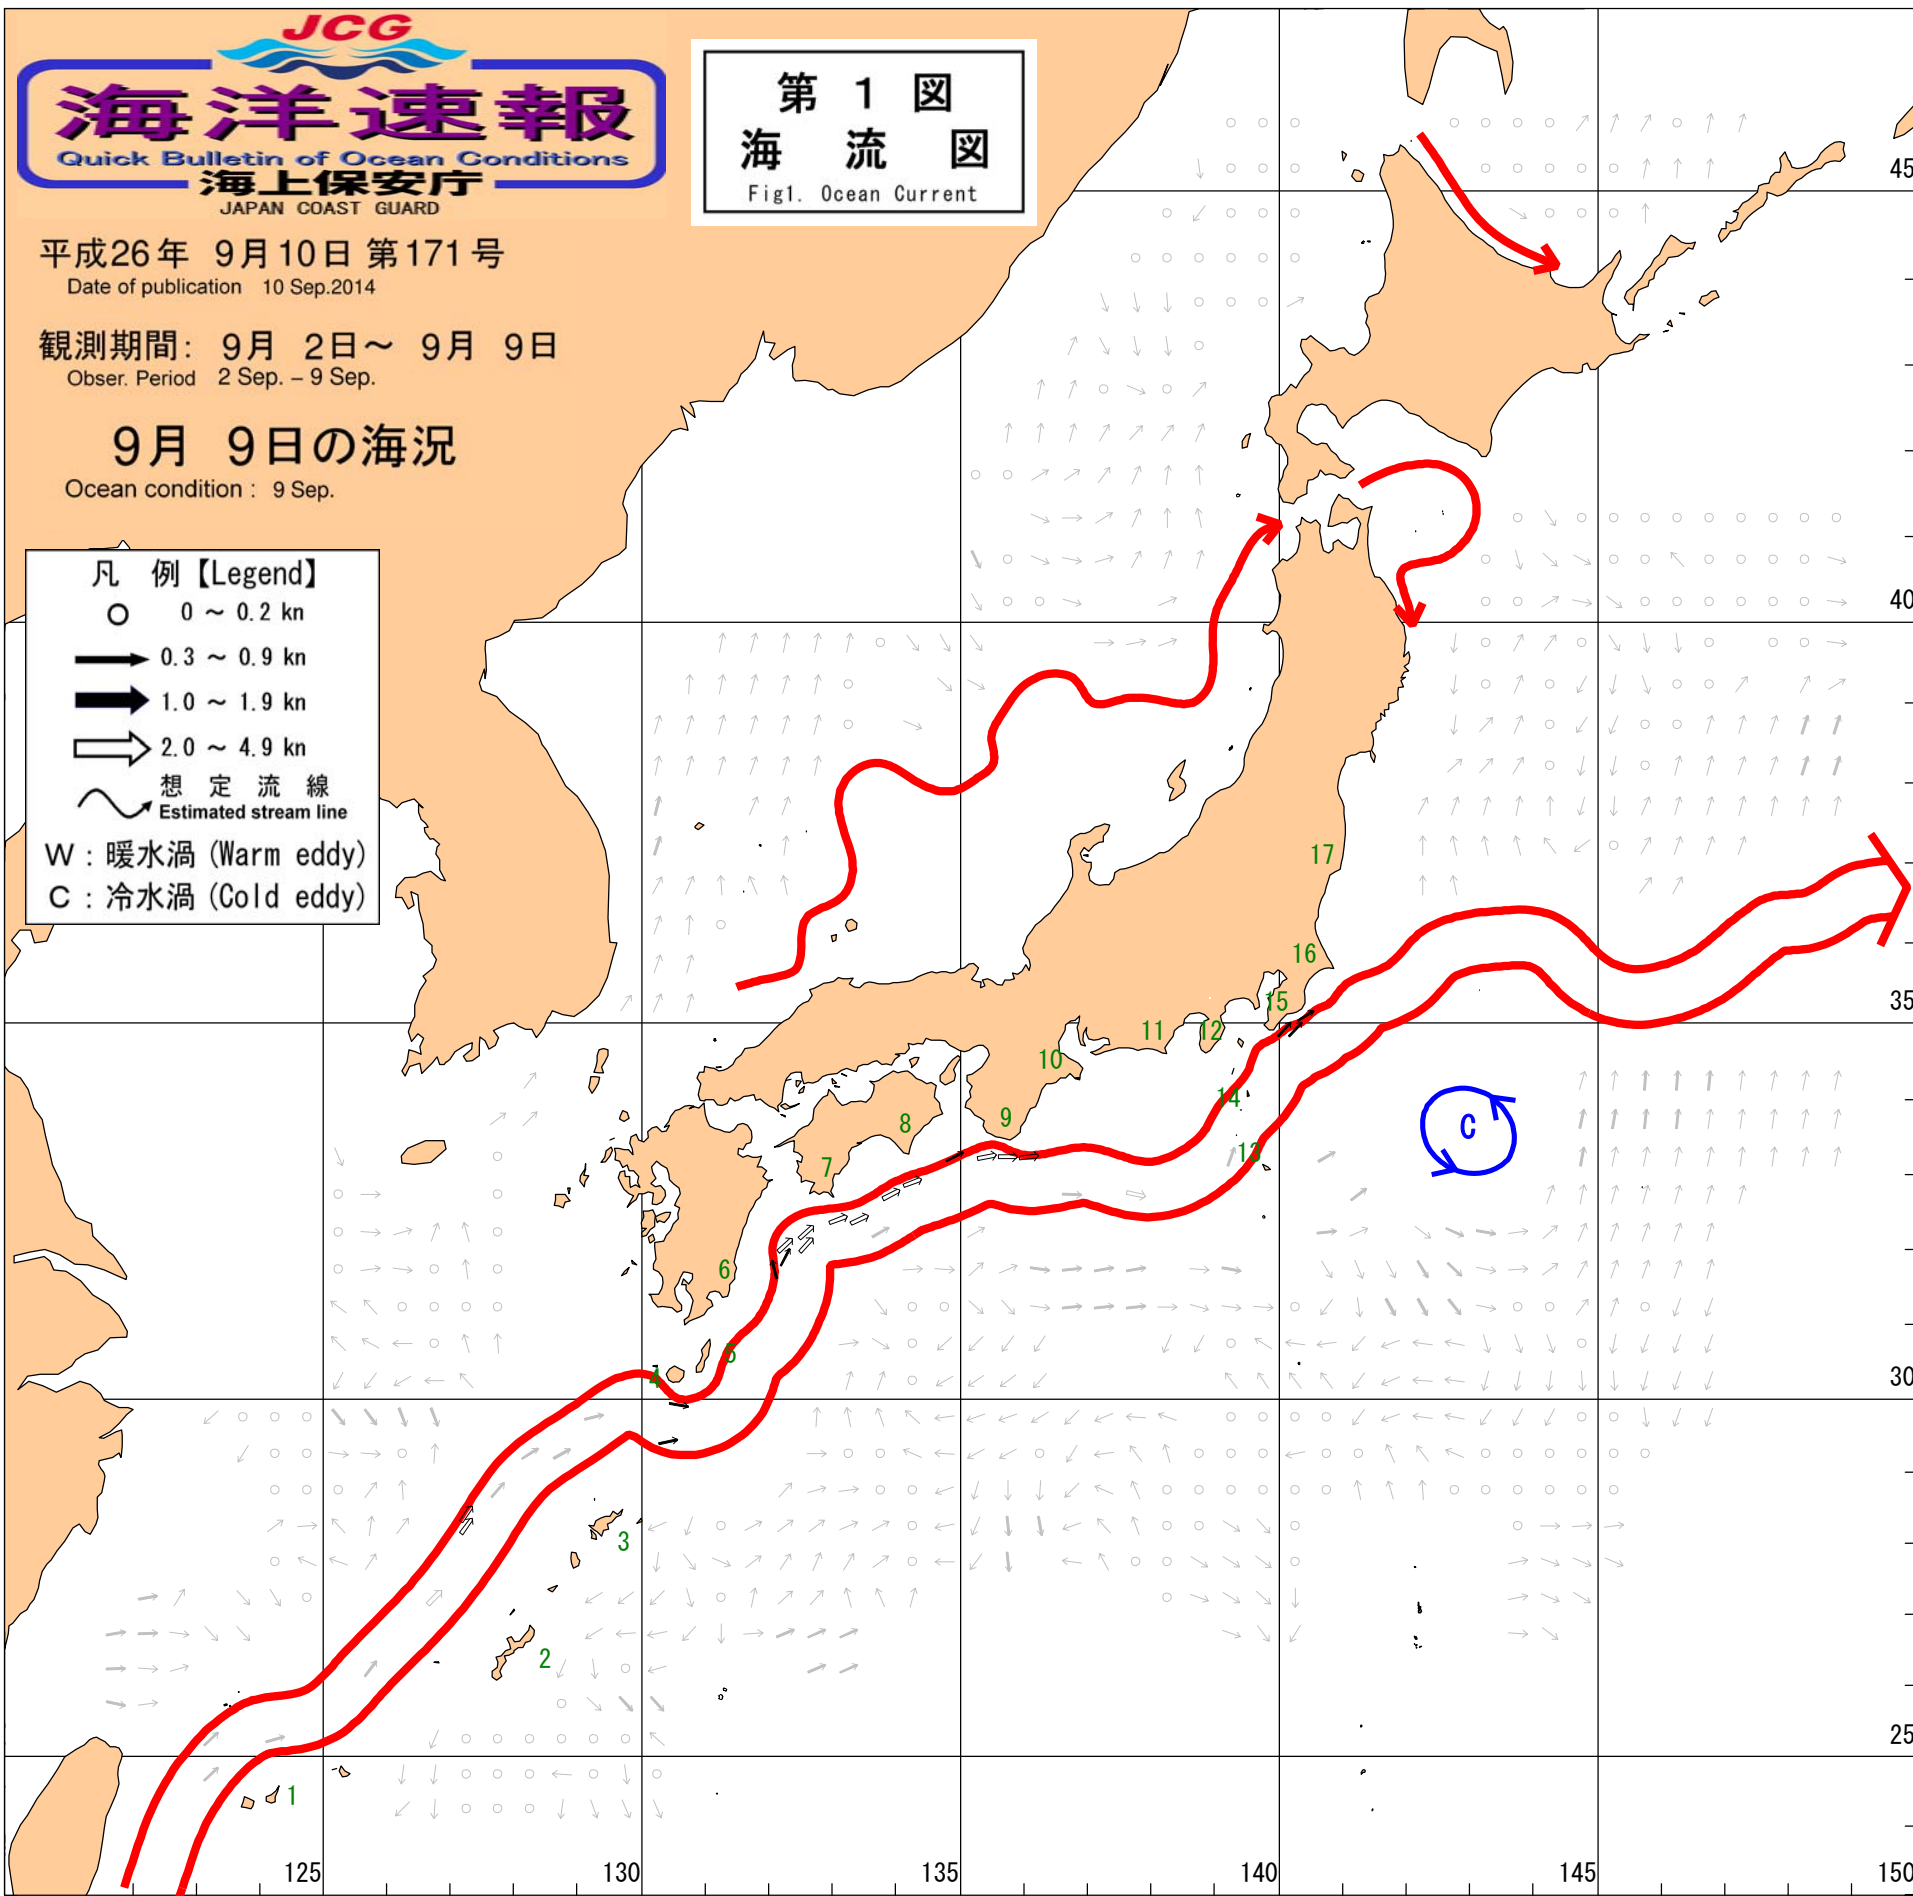 JCG
海洋速報
Quick Bulletin of Ocean Conditions
海上保安庁
JAPAN COAST GUARD
第 1 図
海 流 図
Fig1. Ocean Current
平成26年 9月10日 第171号
Date of publication 10 Sep.2014
観測期間: 9月 2日～ 9月 9日
Obser. Period 2 Sep. – 9 Sep.
9月 9日の海況
Ocean condition : 9 Sep.
凡 例【Legend】
0 ～ 0.2 kn
0.3 ～ 0.9 kn
1.0 ～ 1.9 kn
2.0 ～ 4.9 kn
想 定 流 線
Estimated stream line
W : 暖水渦 (Warm eddy)
C : 冷水渦 (Cold eddy)
45
40
17
16
15
35
11
12
10
14
9
8
C
13
7
6
5
4
30
3
2
25
1
125
130
135
140
145
150